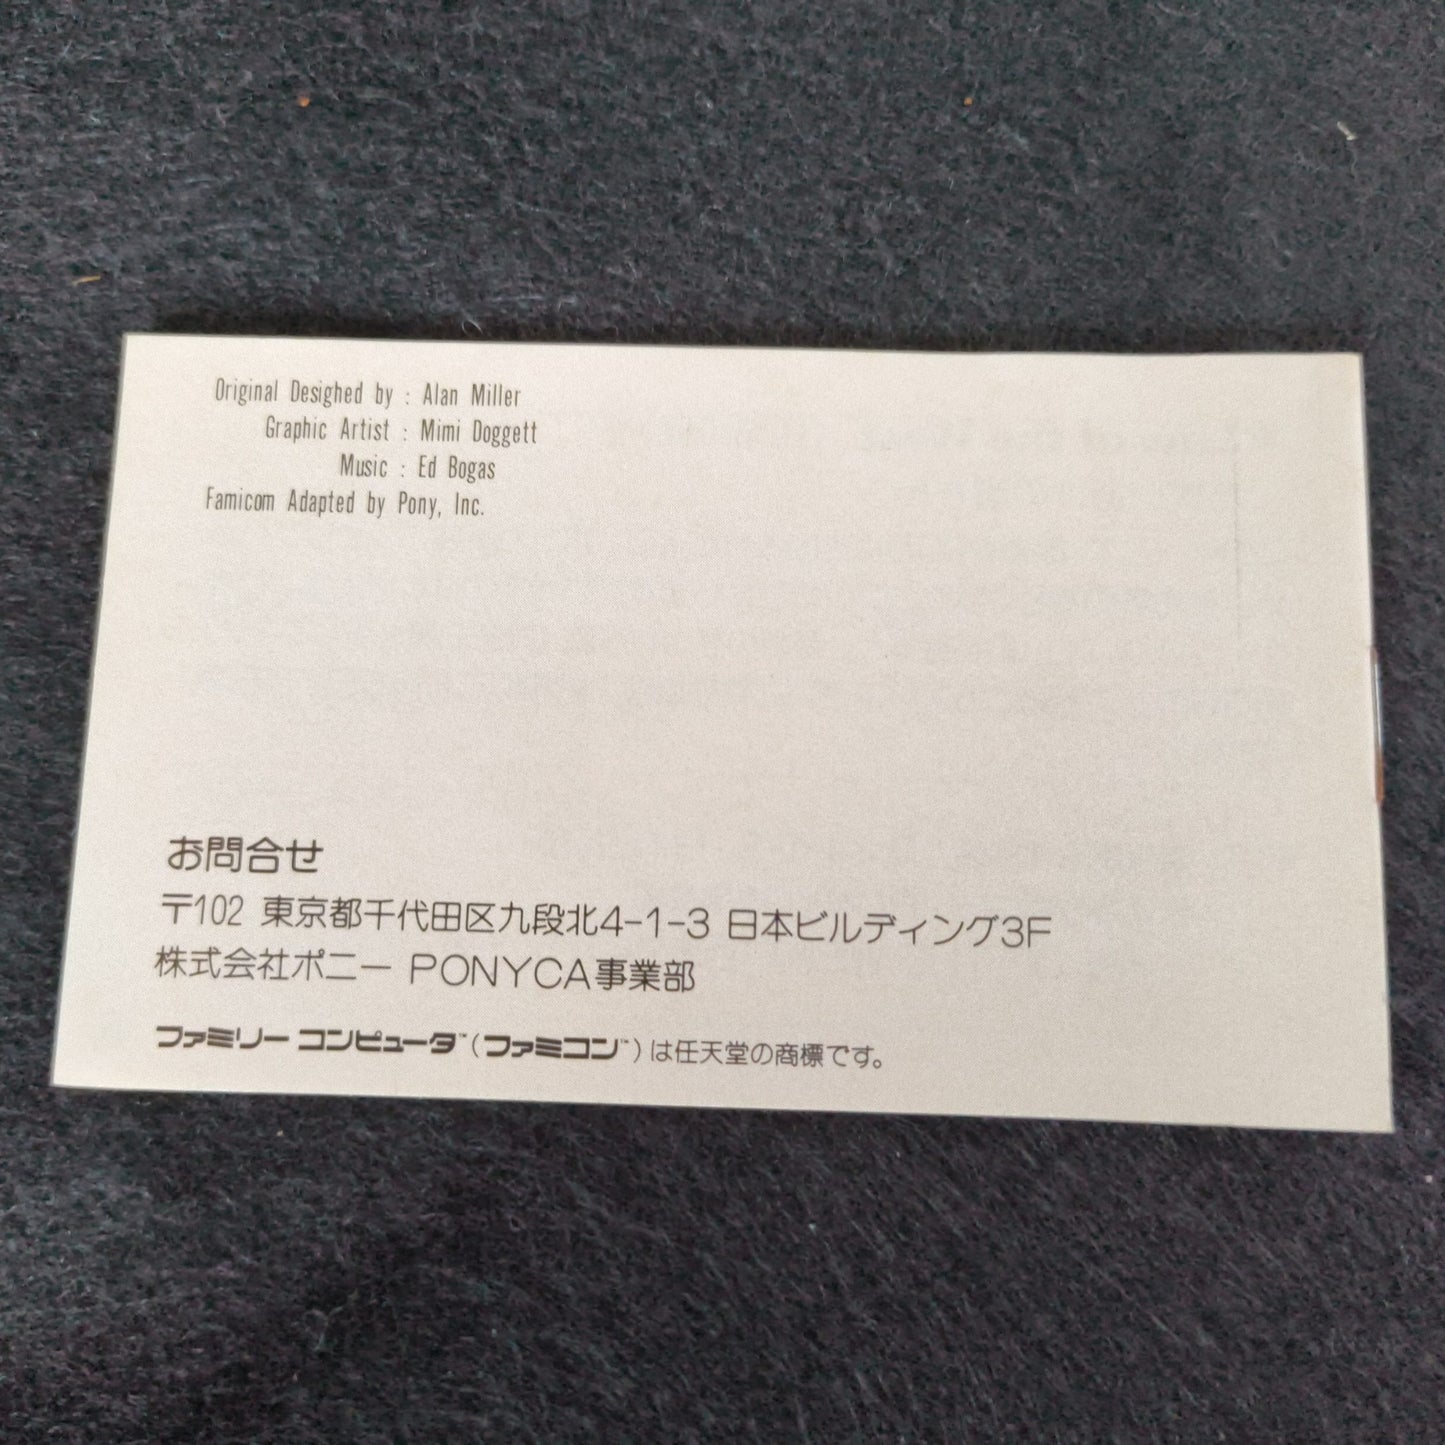 Original Desighed by : Alan Miller
Graphic Artist : Mimi Doggett
Music : Ed Bogas
Famicom Adapted by Pony, Inc.
お問合せ
〒102 東京都千代田区九段北4-1-3 日本ビルディング3F
株式会社ポニー PONYCA事業部
ファミリー コンピュータ™(ファミコン™)は任天堂の商標です。